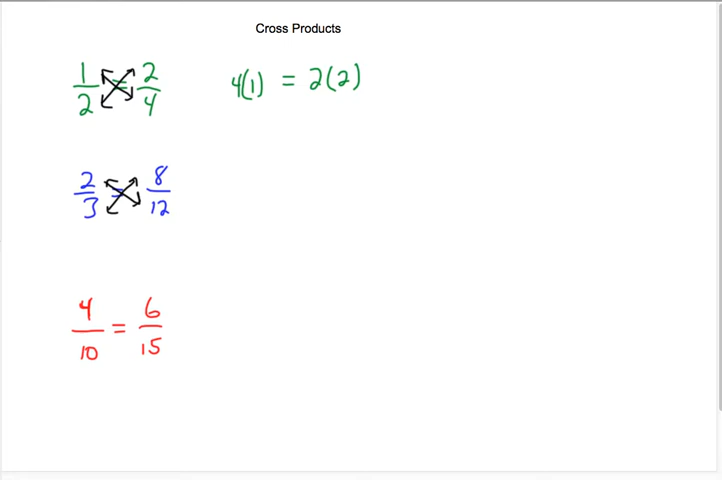 Cross Products
1/2 = 2/4 4(1) = 2(2)
2/3 = 8/12
4/10 = 6/15